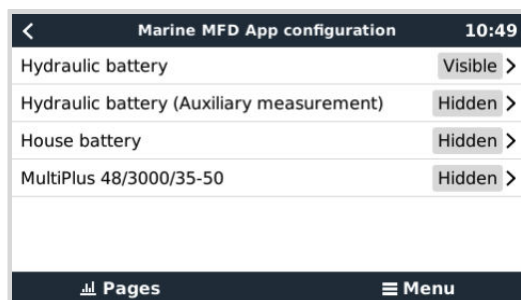 Marine MFD App configuration 10:49
Hydraulic battery Visible
Hydraulic battery (Auxiliary measurement) Hidden
House battery Hidden
MultiPlus 48/3000/35-50 Hidden
Pages Menu